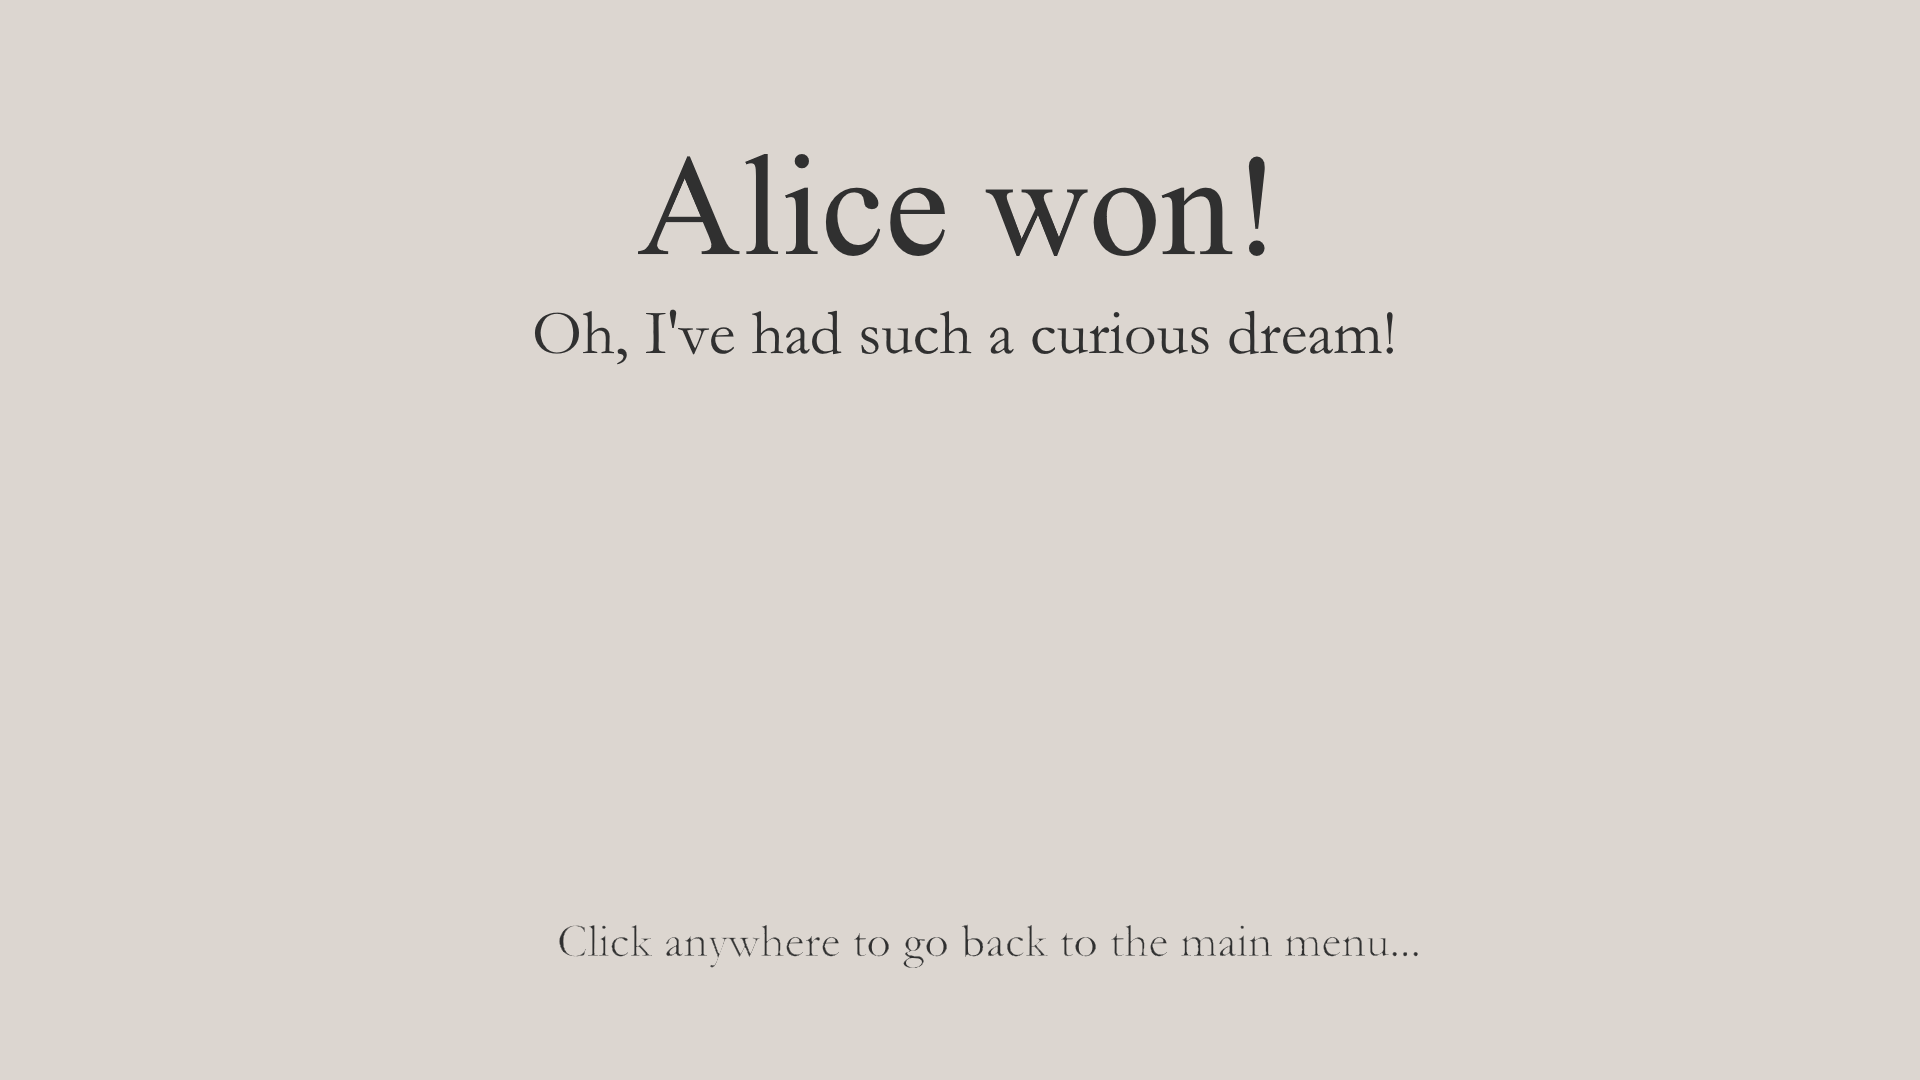 Alice won!
Oh, I've had such a curious dream!
Click anywhere to go back to the main menu...